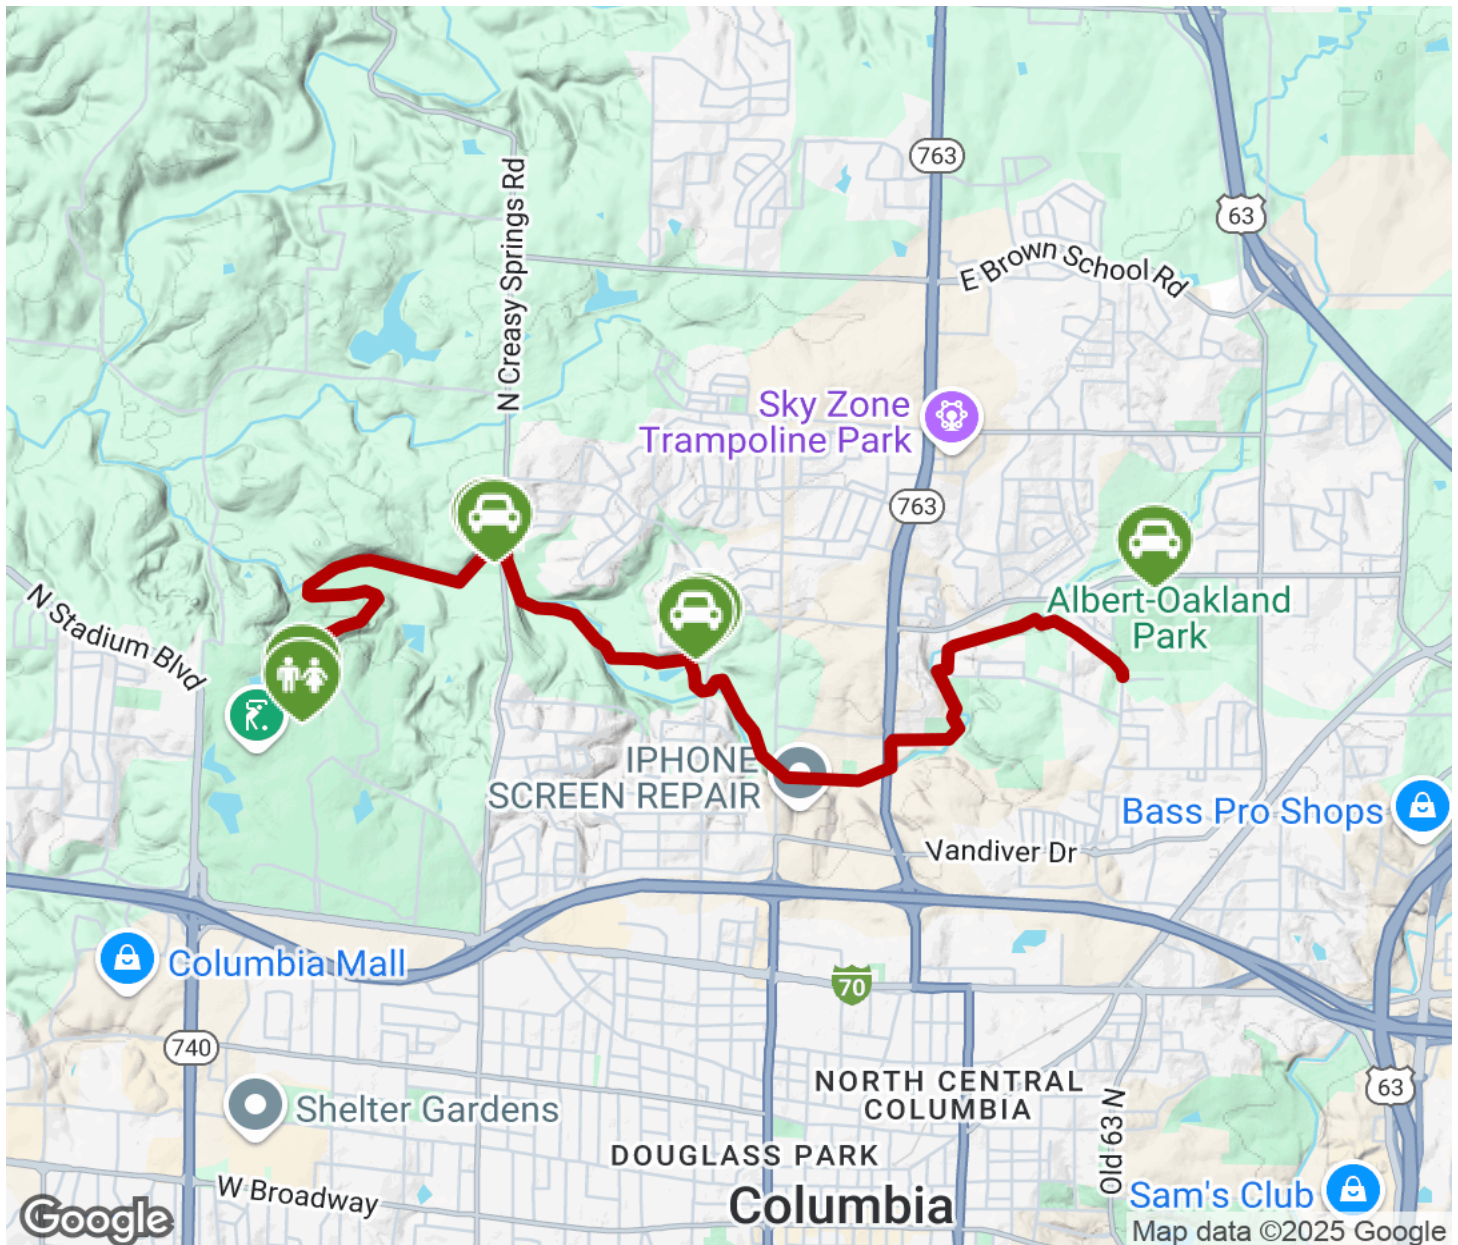 763
63
N Creasy Springs Rd
E Brown School Rd
Sky Zone
Trampoline Park
763
N Stadium Blvd
Albert-Oakland
Park
IPHONE
SCREEN REPAIR
Bass Pro Shops
Vandiver Dr
Columbia Mall
70
740
63
NORTH CENTRAL
COLUMBIA
Shelter Gardens
Old 63 N
DOUGLASS PARK
W Broadway
Columbia
Sam's Club
Google
Map data ©2025 Google